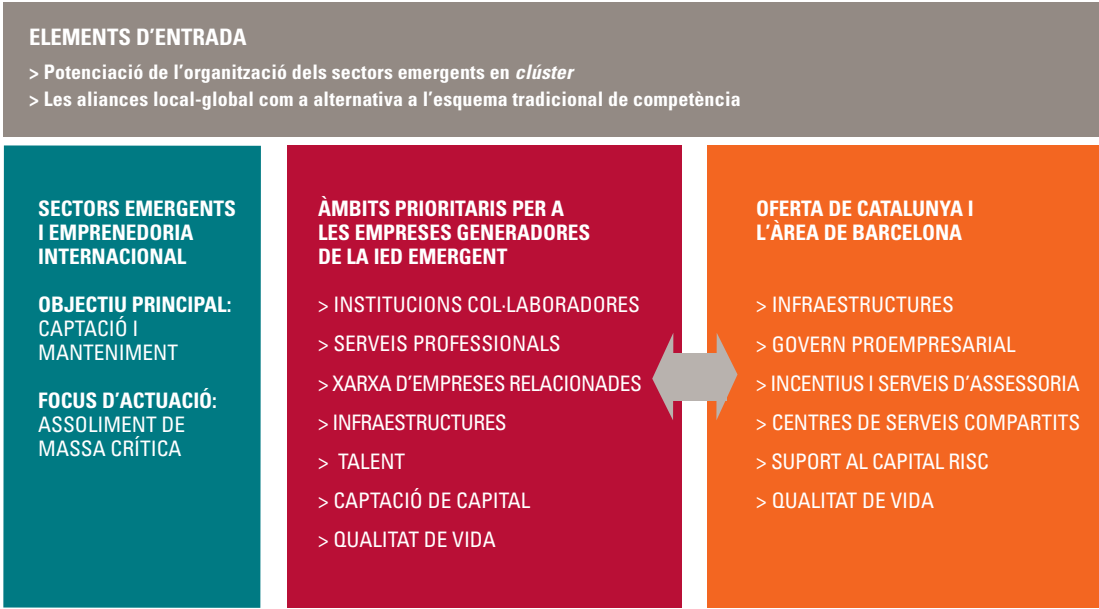 ELEMENTS D'ENTRADA
> Potenciació de l'organització dels sectors emergents en clúster
> Les aliances local-global com a alternativa a l'esquema tradicional de competència
SECTORS EMERGENTS
I EMPRENEDORIA
INTERNACIONAL
OBJECTIU PRINCIPAL:
CAPTACIÓ I
MANTENIMENT
FOCUS D'ACTUACIÓ:
ASSOLIMENT DE
MASSA CRÍTICA
ÀMBITS PRIORITARIS PER A
LES EMPRESES GENERADORES
DE LA IED EMERGENT
> INSTITUCIONS COL·LABORADORES
> SERVEIS PROFESSIONALS
> XARXA D'EMPRESES RELACIONADES
> INFRAESTRUCTURES
> TALENT
> CAPTACIÓ DE CAPITAL
> QUALITAT DE VIDA
OFERTA DE CATALUNYA I
L'ÀREA DE BARCELONA
> INFRAESTRUCTURES
> GOVERN PROEMPRESARIAL
> INCENTIUS I SERVEIS D'ASSESSORIA
> CENTRES DE SERVEIS COMPARTITS
> SUPORT AL CAPITAL RISC
> QUALITAT DE VIDA